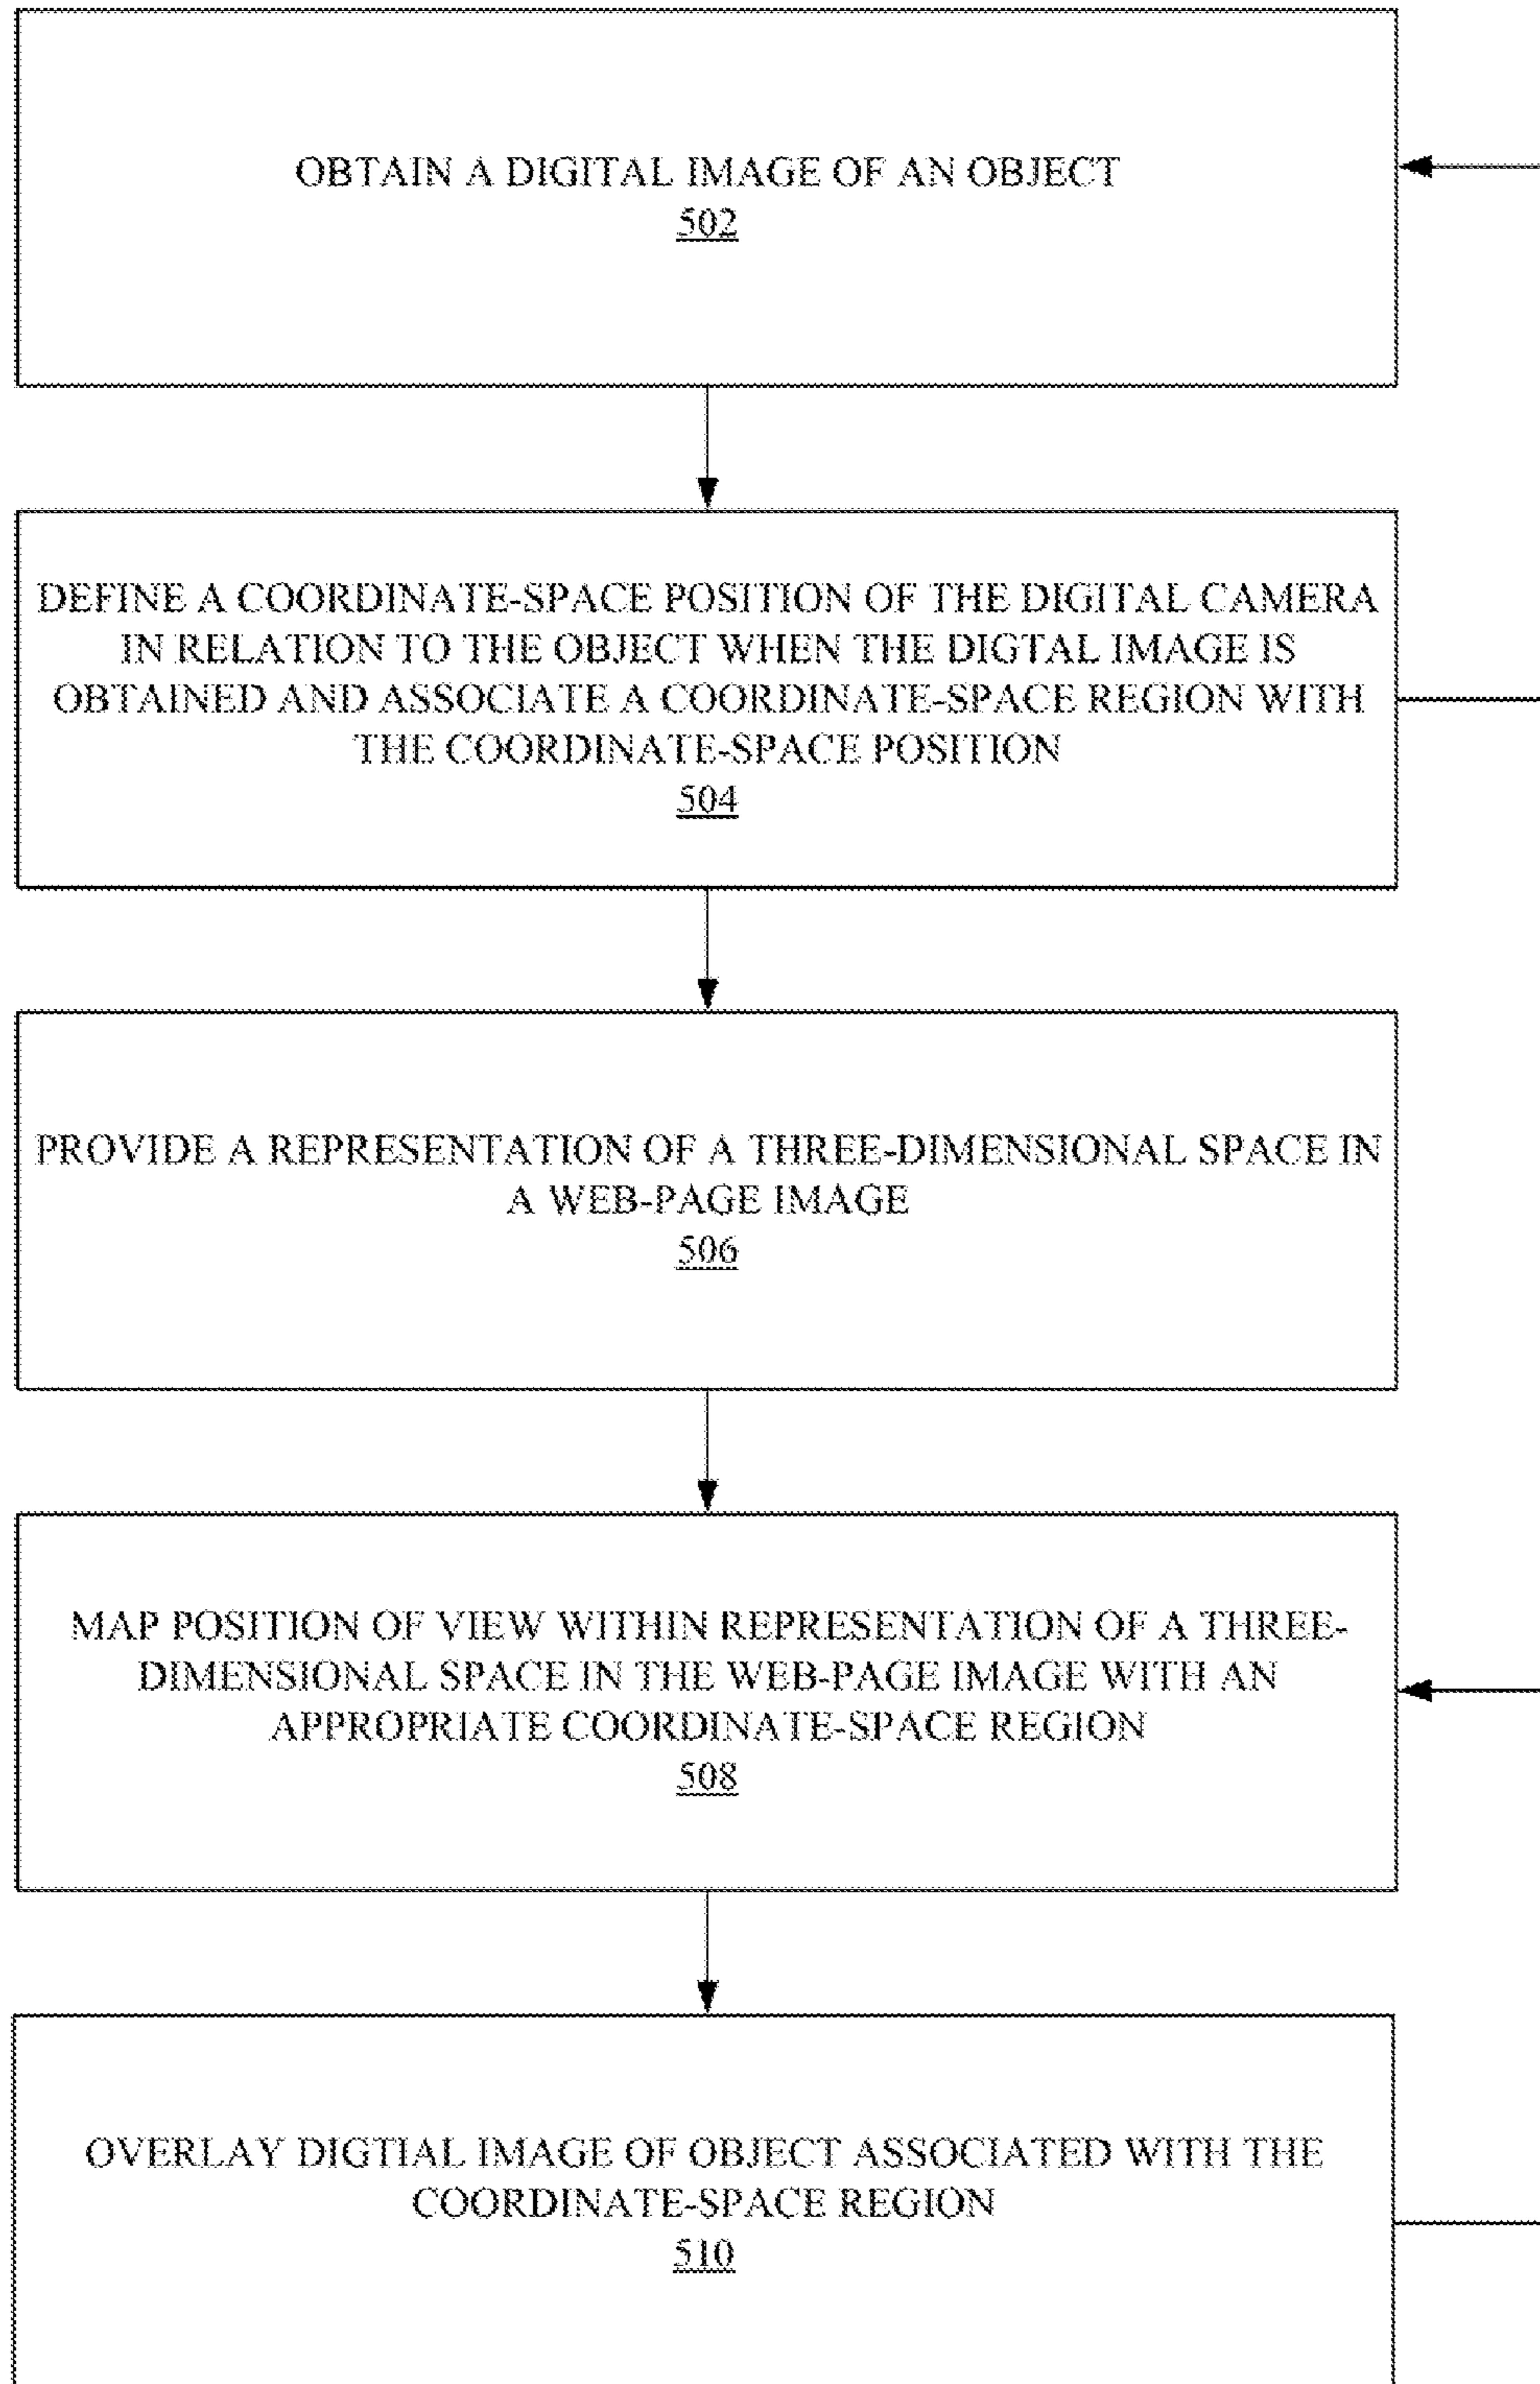 OBTAIN A DIGITAL IMAGE OF AN OBJECT
502
DEFINE A COORDINATE-SPACE POSITION OF THE DIGITAL CAMERA
IN RELATION TO THE OBJECT WHEN THE DIGTAL IMAGE IS
OBTAINED AND ASSOCIATE A COORDINATE-SPACE REGION WITH
THE COORDINATE-SPACE POSITION
504
PROVIDE A REPRESENTATION OF A THREE-DIMENSIONAL SPACE IN
A WEB-PAGE IMAGE
506
MAP POSITION OF VIEW WITHIN REPRESENTATION OF A THREE-
DIMENSIONAL SPACE IN THE WEB-PAGE IMAGE WITH AN
APPROPRIATE COORDINATE-SPACE REGION
508
OVERLAY DIGTIAL IMAGE OF OBJECT ASSOCIATED WITH THE
COORDINATE-SPACE REGION
510